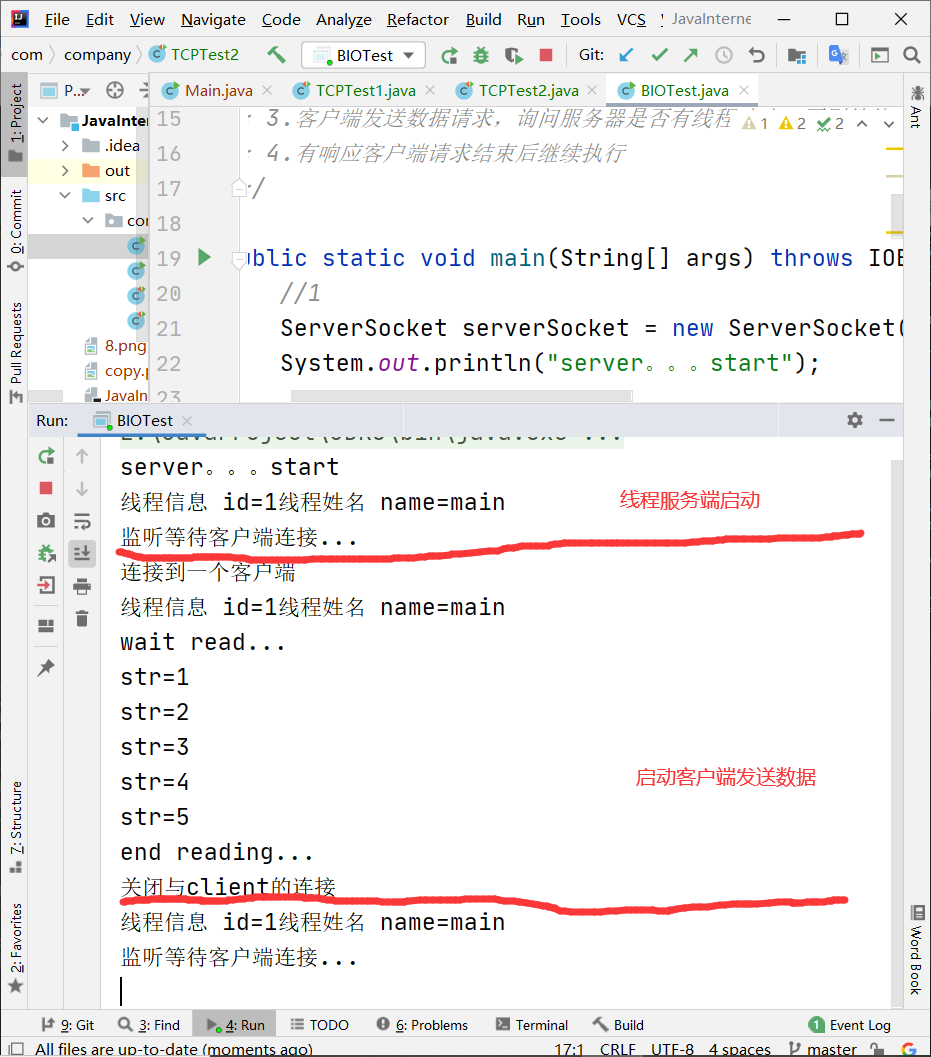 File Edit View Navigate Code Analyze Refactor Build Run Tools VCS JavaInterne
com company TCPTest2 BIOTest Git:
1: Project
P... Main.java TCPTest1.java TCPTest2.java BIOTest.java
Ant
JavaInter
.idea
out
src
con
8.png
copy.p
JavaIn
0: Commit
Pull Requests
1 2 2
15 3.客户端发送数据请求，询问服务器是否有线程
16 4.有响应客户端请求结束后继续执行
17 /
18
19 ublic static void main(String[] args) throws IOE
20 //1
21 ServerSocket serverSocket = new ServerSocket(
22 System.out.println("server。。。start");
23
Run: BIOTest
E:\JavaProject\JDK8\bin\java.exe ...
server。。。start
线程信息 id=1线程姓名 name=main
线程服务端启动
监听等待客户端连接...
连接到一个客户端
线程信息 id=1线程姓名 name=main
wait read...
str=1
str=2
str=3
str=4
启动客户端发送数据
str=5
end reading...
关闭与client的连接
线程信息 id=1线程姓名 name=main
监听等待客户端连接...
7: Structure
2: Favorites
Word Book
9: Git 3: Find 4: Run TODO 6: Problems Terminal Build 1 Event Log
All files are up-to-date (moments ago) 17:1 CRLF UTF-8 4 spaces master